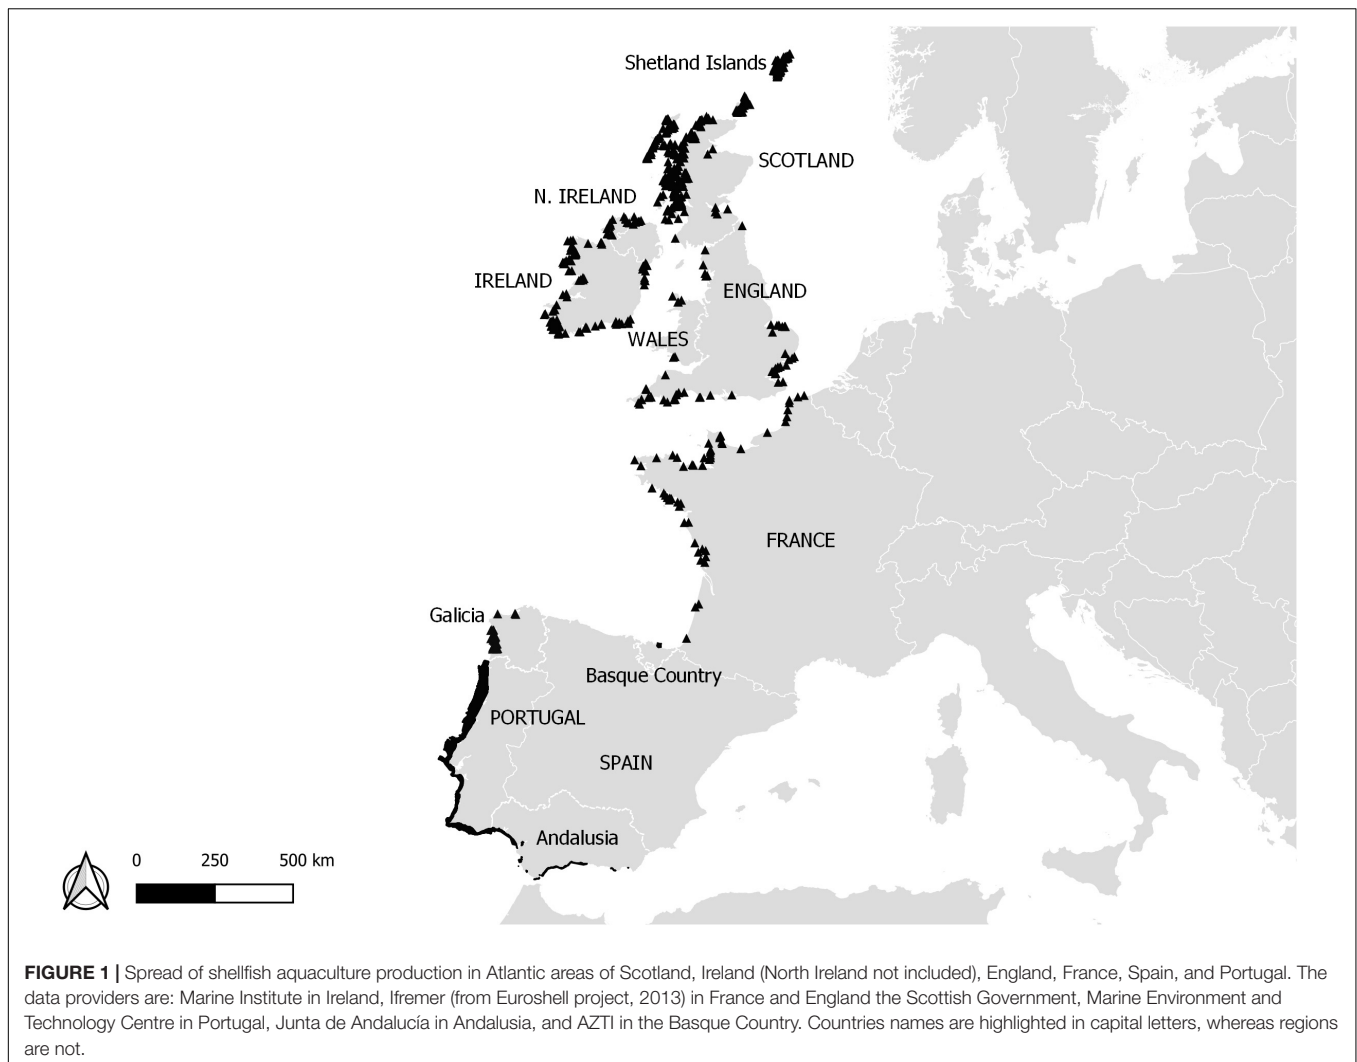 Shetland Islands
SCOTLAND
N. IRELAND
IRELAND
ENGLAND
WALES
FRANCE
Galicia
Basque Country
PORTUGAL
SPAIN
Andalusia
0 250 500 km
FIGURE 1 | Spread of shellfish aquaculture production in Atlantic areas of Scotland, Ireland (North Ireland not included), England, France, Spain, and Portugal. The
data providers are: Marine Institute in Ireland, Ifremer (from Euroshell project, 2013) in France and England the Scottish Government, Marine Environment and
Technology Centre in Portugal, Junta de Andalucía in Andalusia, and AZTI in the Basque Country. Countries names are highlighted in capital letters, whereas regions
are not.